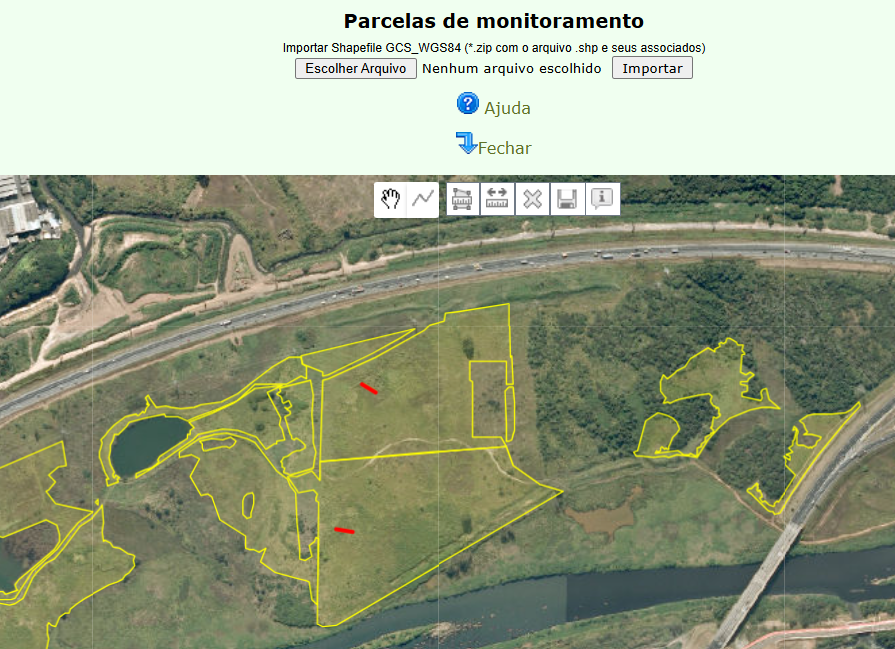 Parcelas de monitoramento
Importar Shapefile GCS_WGS84 (*.zip com o arquivo .shp e seus associados)
Escolher Arquivo Nenhum arquivo escolhido Importar
Ajuda
Fechar